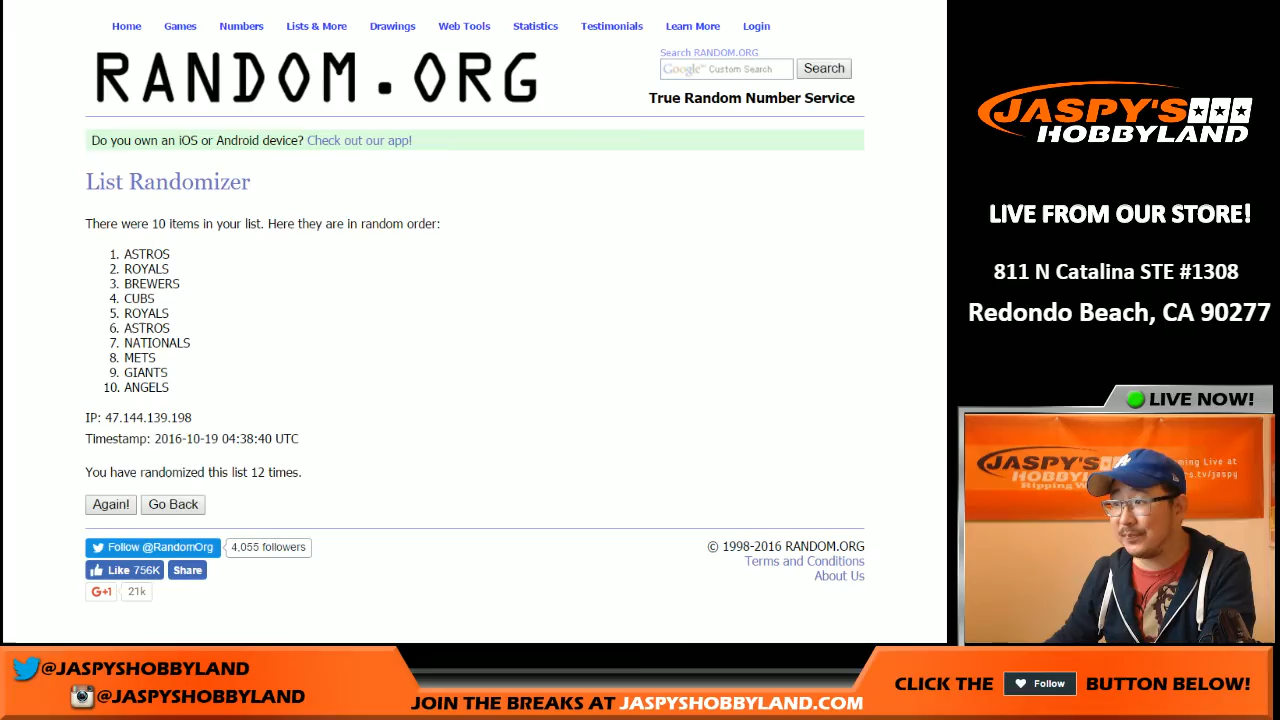 Home Games Numbers Lists & More Drawings Web Tools Statistics Testimonials Learn More Login
RANDOM.ORG
Search RANDOM.ORG
Google™ Custom Search Search
True Random Number Service
Do you own an iOS or Android device? Check out our app!
List Randomizer
There were 10 items in your list. Here they are in random order:
1. ASTROS
2. ROYALS
3. BREWERS
4. CUBS
5. ROYALS
6. ASTROS
7. NATIONALS
8. METS
9. GIANTS
10. ANGELS
IP: 47.144.139.198
Timestamp: 2016-10-19 04:38:40 UTC
You have randomized this list 12 times.
Again! Go Back
Follow @RandomOrg 4,055 followers
Like 756K Share
G+1 21k
© 1998-2016 RANDOM.ORG
Terms and Conditions
About Us
JASPY'S
HOBBYLAND
LIVE FROM OUR STORE!
811 N Catalina STE #1308
Redondo Beach, CA 90277
LIVE NOW!
JASPY'S
@JASPYSHOBBYLAND
@JASPYSHOBBYLAND
JOIN THE BREAKS AT JASPYSHOBBYLAND.COM
CLICK THE Follow BUTTON BELOW!